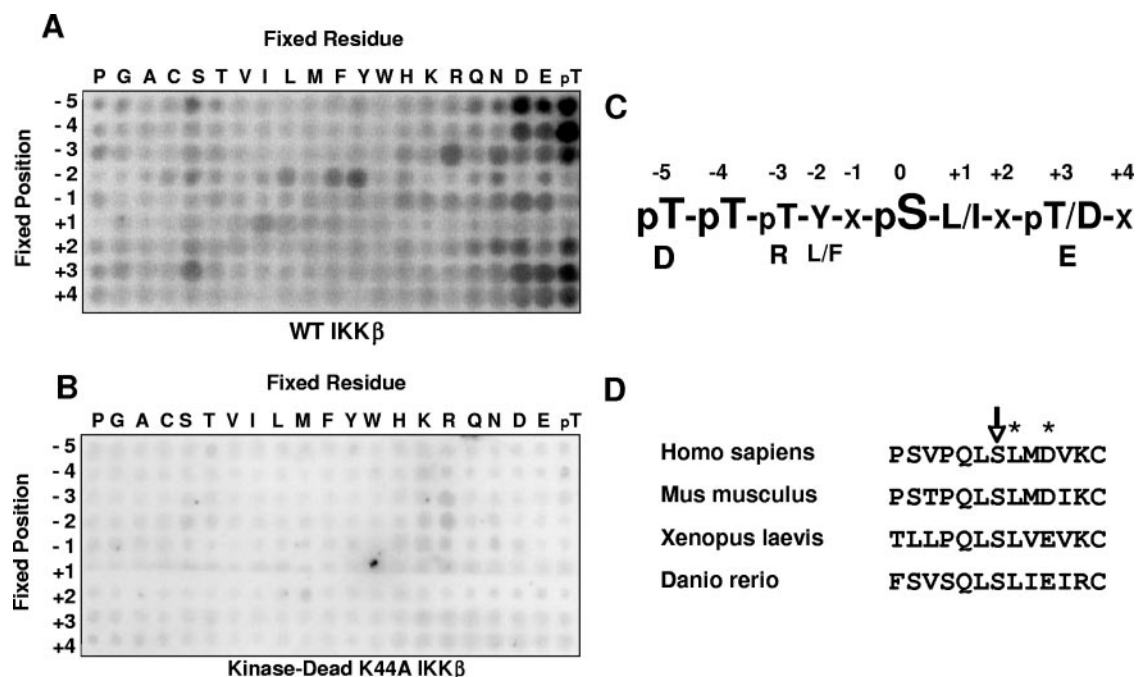 A
Fixed Residue
P G A C S T V I L M F Y W H K R Q N D E pT
Fixed Position
- 5
- 4
- 3
- 2
- 1
+1
+2
+3
+4
WT IKKβ
B
Fixed Residue
P G A C S T V I L M F Y W H K R Q N D E pT
Fixed Position
- 5
- 4
- 3
- 2
- 1
+1
+2
+3
+4
Kinase-Dead K44A IKKβ
C
-5 -4 -3 -2 -1 0 +1 +2 +3 +4
pT-pT-pT-Y-x-pS-L/I-x-pT/D-x
D R L/F E
D
* *
Homo sapiens PSVPQLSLMDVKC
Mus musculus PSTPQLSLMDIKC
Xenopus laevis TLLPQLSLVEVKC
Danio rerio FSVSQLSLIEIRC